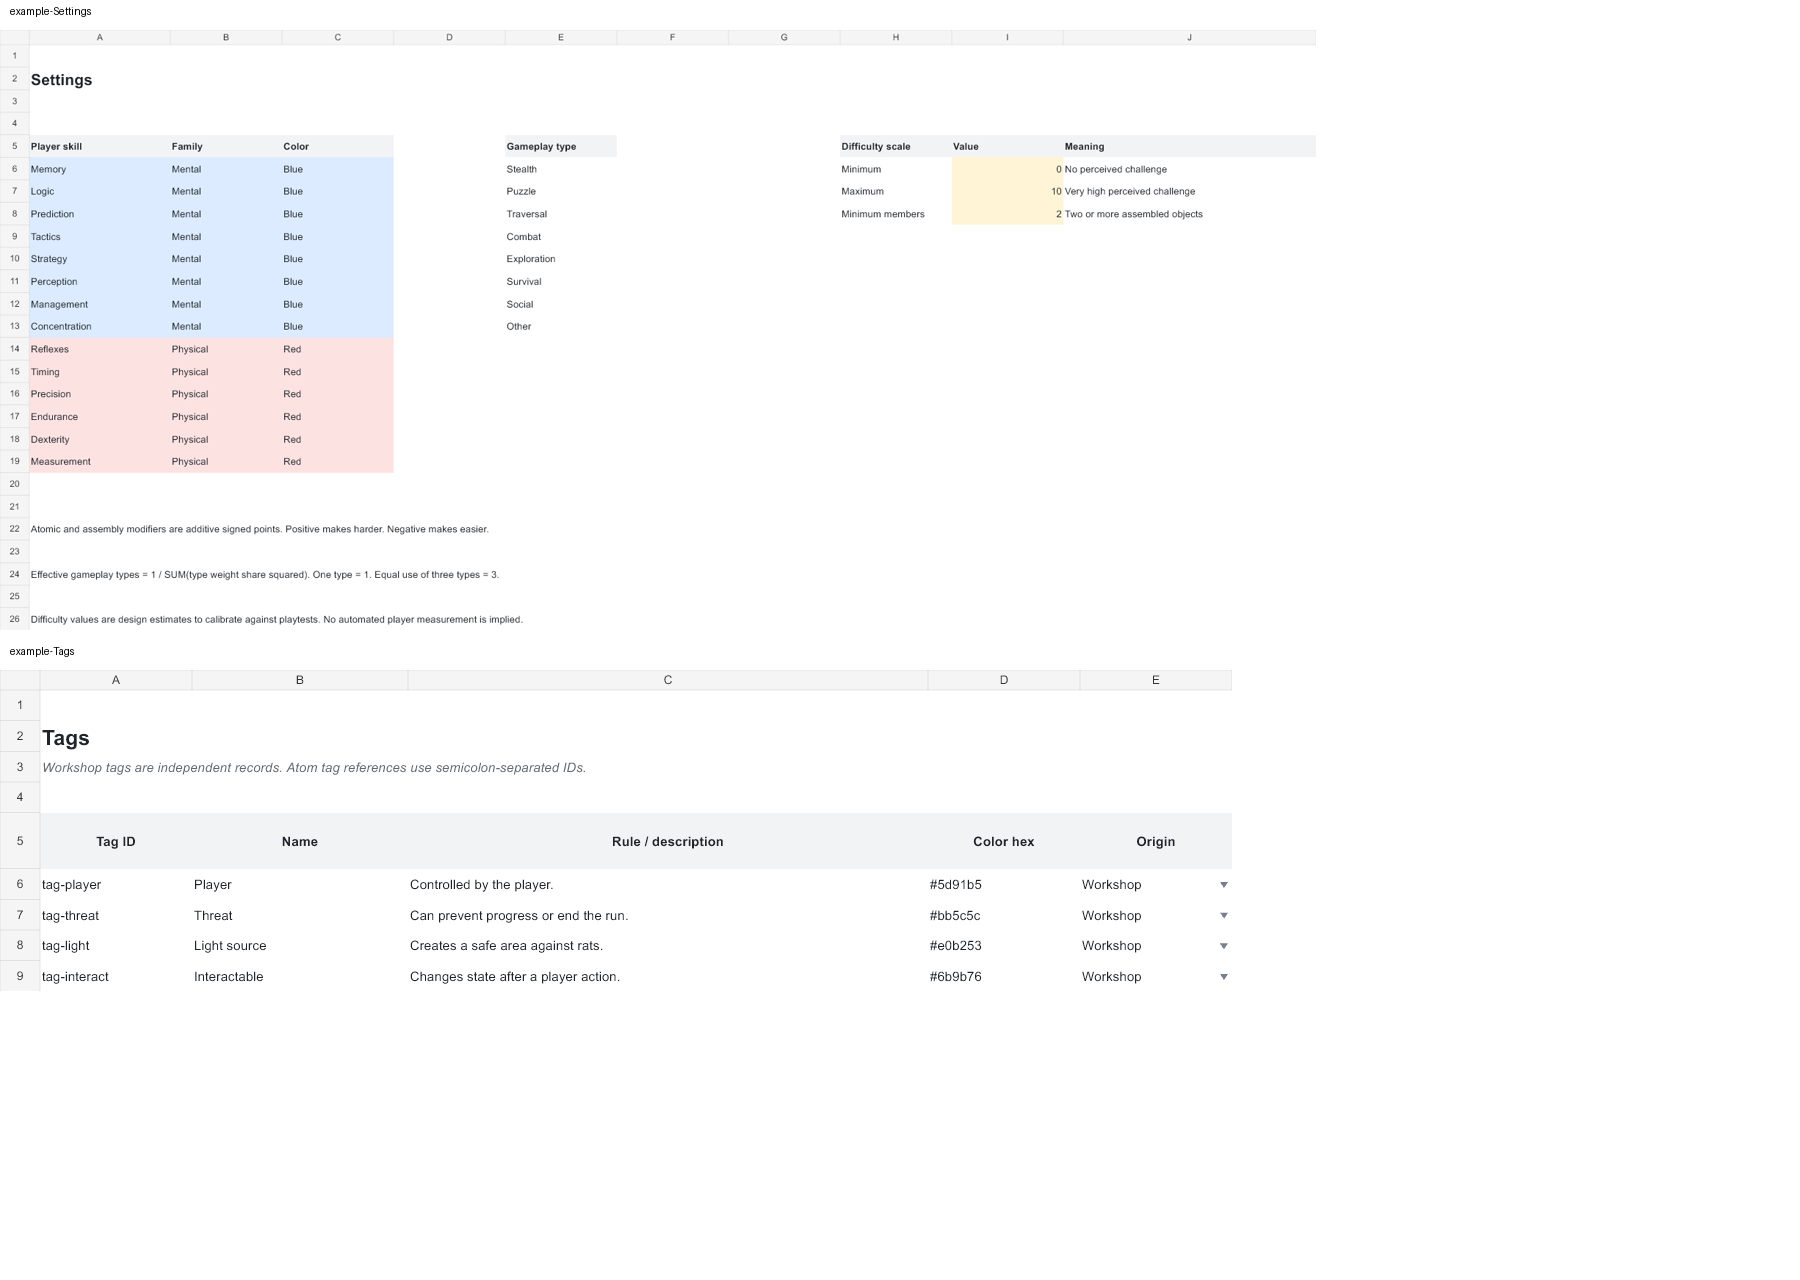 example-Settings
A B C D E F G H I J
1
2 Settings
3
4
5 Player skill Family Color Gameplay type Difficulty scale Value Meaning
6 Memory Mental Blue Stealth Minimum 0 No perceived challenge
7 Logic Mental Blue Puzzle Maximum 10 Very high perceived challenge
8 Prediction Mental Blue Traversal Minimum members 2 Two or more assembled objects
9 Tactics Mental Blue Combat
10 Strategy Mental Blue Exploration
11 Perception Mental Blue Survival
12 Management Mental Blue Social
13 Concentration Mental Blue Other
14 Reflexes Physical Red
15 Timing Physical Red
16 Precision Physical Red
17 Endurance Physical Red
18 Dexterity Physical Red
19 Measurement Physical Red
20
21
22 Atomic and assembly modifiers are additive signed points. Positive makes harder. Negative makes easier.
23
24 Effective gameplay types = 1 / SUM(type weight share squared). One type = 1. Equal use of three types = 3.
25
26 Difficulty values are design estimates to calibrate against playtests. No automated player measurement is implied.
example-Tags
A B C D E
1
2 Tags
3 Workshop tags are independent records. Atom tag references use semicolon-separated IDs.
4
5 Tag ID Name Rule / description Color hex Origin
6 tag-player Player Controlled by the player. #5d91b5 Workshop
7 tag-threat Threat Can prevent progress or end the run. #bb5c5c Workshop
8 tag-light Light source Creates a safe area against rats. #e0b253 Workshop
9 tag-interact Interactable Changes state after a player action. #6b9b76 Workshop